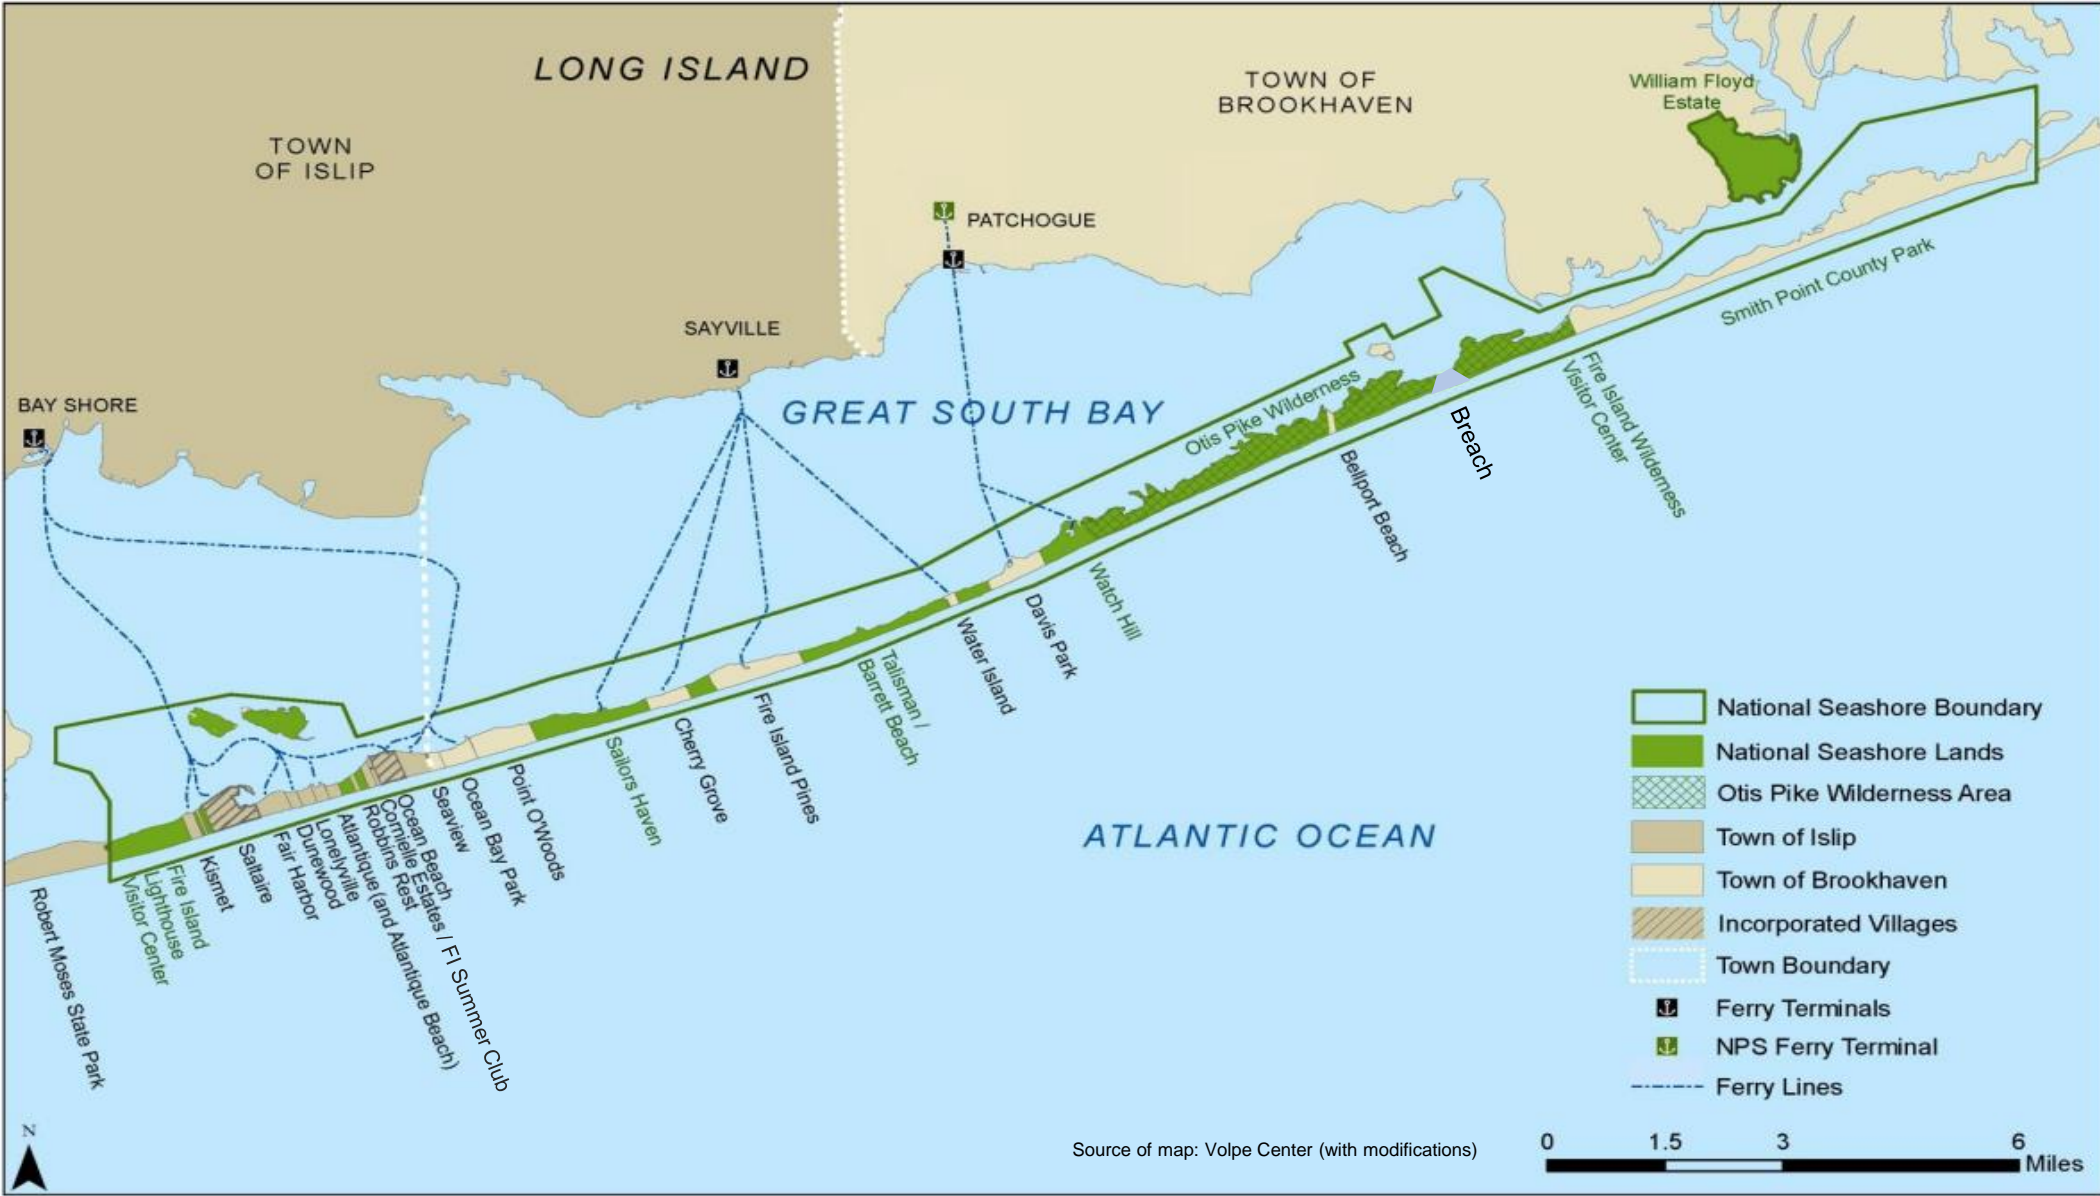 LONG ISLAND
TOWN
OF ISLIP
TOWN OF
BROOKHAVEN
William Floyd
Estate
PATCHOGUE
SAYVILLE
BAY SHORE
GREAT SOUTH BAY
Otis Pike Wilderness
Smith Point County Park
Fire Island Wilderness
Visitor Center
Breach
Bellport Beach
Watch Hill
Davis Park
Water Island
Talisman /
Barrett Beach
Fire Island Pines
Cherry Grove
Sailors Haven
Point O'Woods
Ocean Bay Park
Seaview
Ocean Beach
Corneille Estates / FI Summer Club
Robbins Rest
Atlantique (and Atlantique Beach)
Lonelyville
Dunewood
Fair Harbor
Saltaire
Kismet
Fire Island
Lighthouse
Visitor Center
Robert Moses State Park
ATLANTIC OCEAN
National Seashore Boundary
National Seashore Lands
Otis Pike Wilderness Area
Town of Islip
Town of Brookhaven
Incorporated Villages
Town Boundary
Ferry Terminals
NPS Ferry Terminal
Ferry Lines
N
Source of map: Volpe Center (with modifications)
0 1.5 3 6
Miles